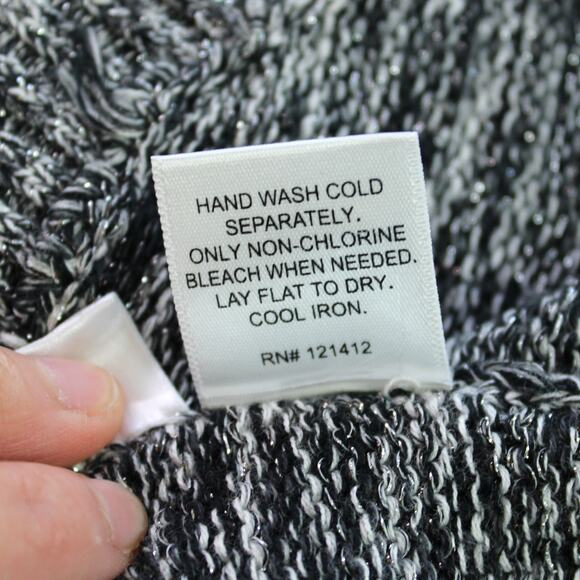 HAND WASH COLD
SEPARATELY.
ONLY NON-CHLORINE
BLEACH WHEN NEEDED.
LAY FLAT TO DRY.
COOL IRON.
RN# 121412